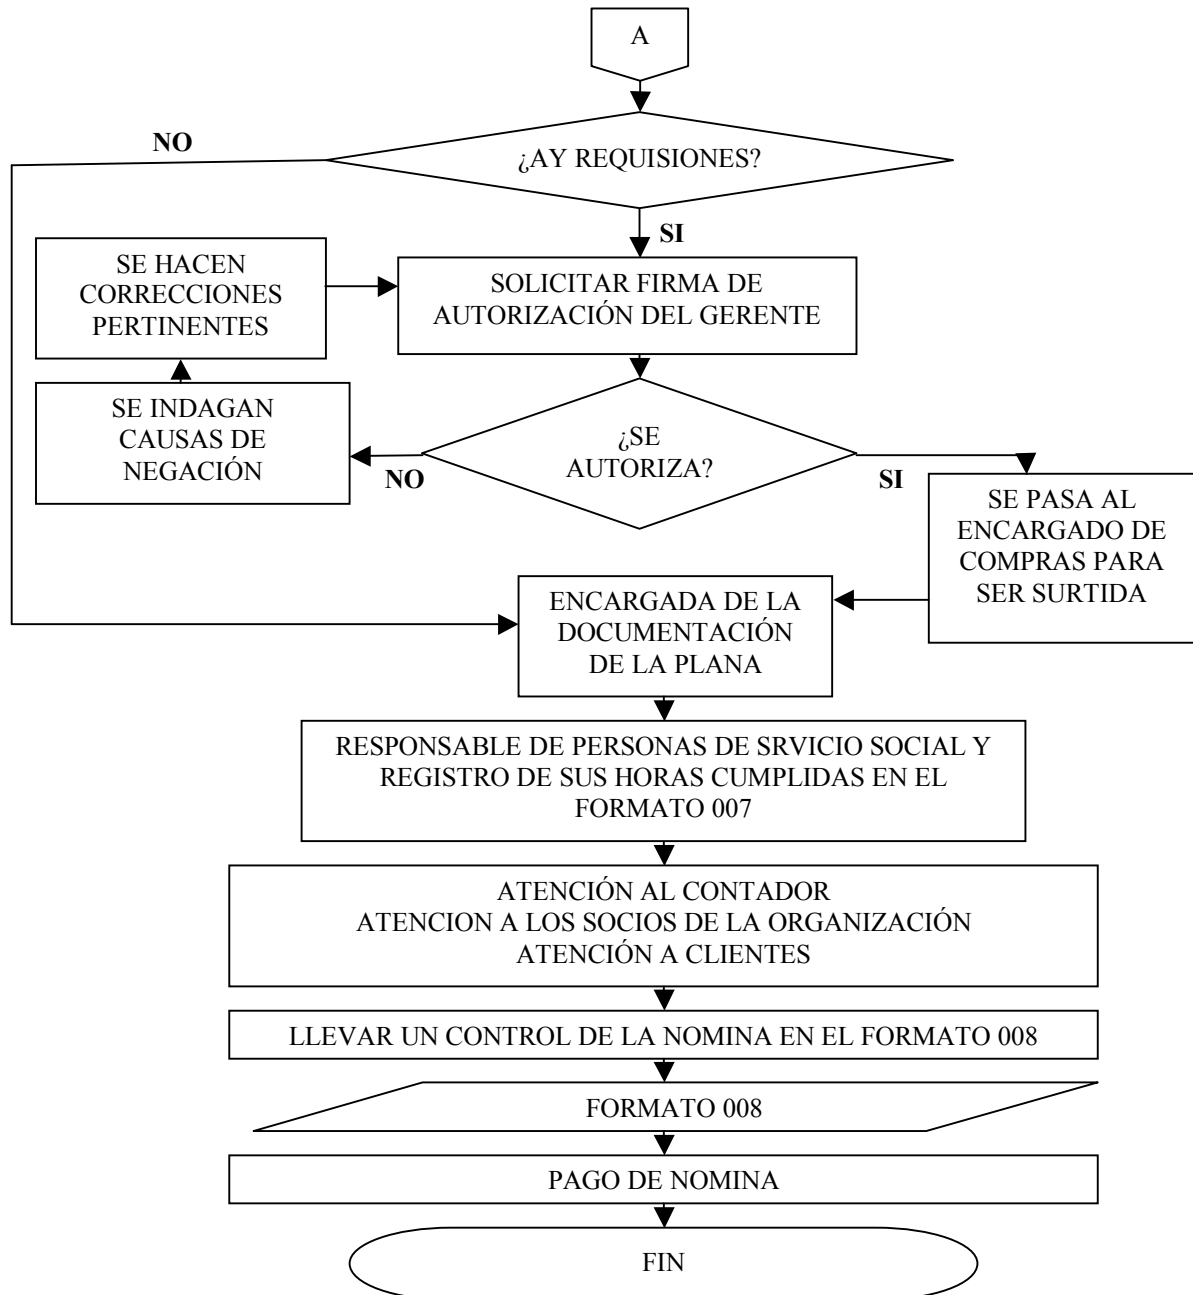 A
NO
¿AY REQUISIONES?
SI
SE HACEN
CORRECCIONES
PERTINENTES
SOLICITAR FIRMA DE
AUTORIZACIÓN DEL GERENTE
SE INDAGAN
CAUSAS DE
NEGACIÓN
¿SE
AUTORIZA?
NO
SI
SE PASA AL
ENCARGADO DE
COMPRAS PARA
SER SURTIDA
ENCARGADA DE LA
DOCUMENTACIÓN
DE LA PLANA
RESPONSABLE DE PERSONAS DE SRVICIO SOCIAL Y
REGISTRO DE SUS HORAS CUMPLIDAS EN EL
FORMATO 007
ATENCIÓN AL CONTADOR
ATENCION A LOS SOCIOS DE LA ORGANIZACIÓN
ATENCIÓN A CLIENTES
LLEVAR UN CONTROL DE LA NOMINA EN EL FORMATO 008
FORMATO 008
PAGO DE NOMINA
FIN